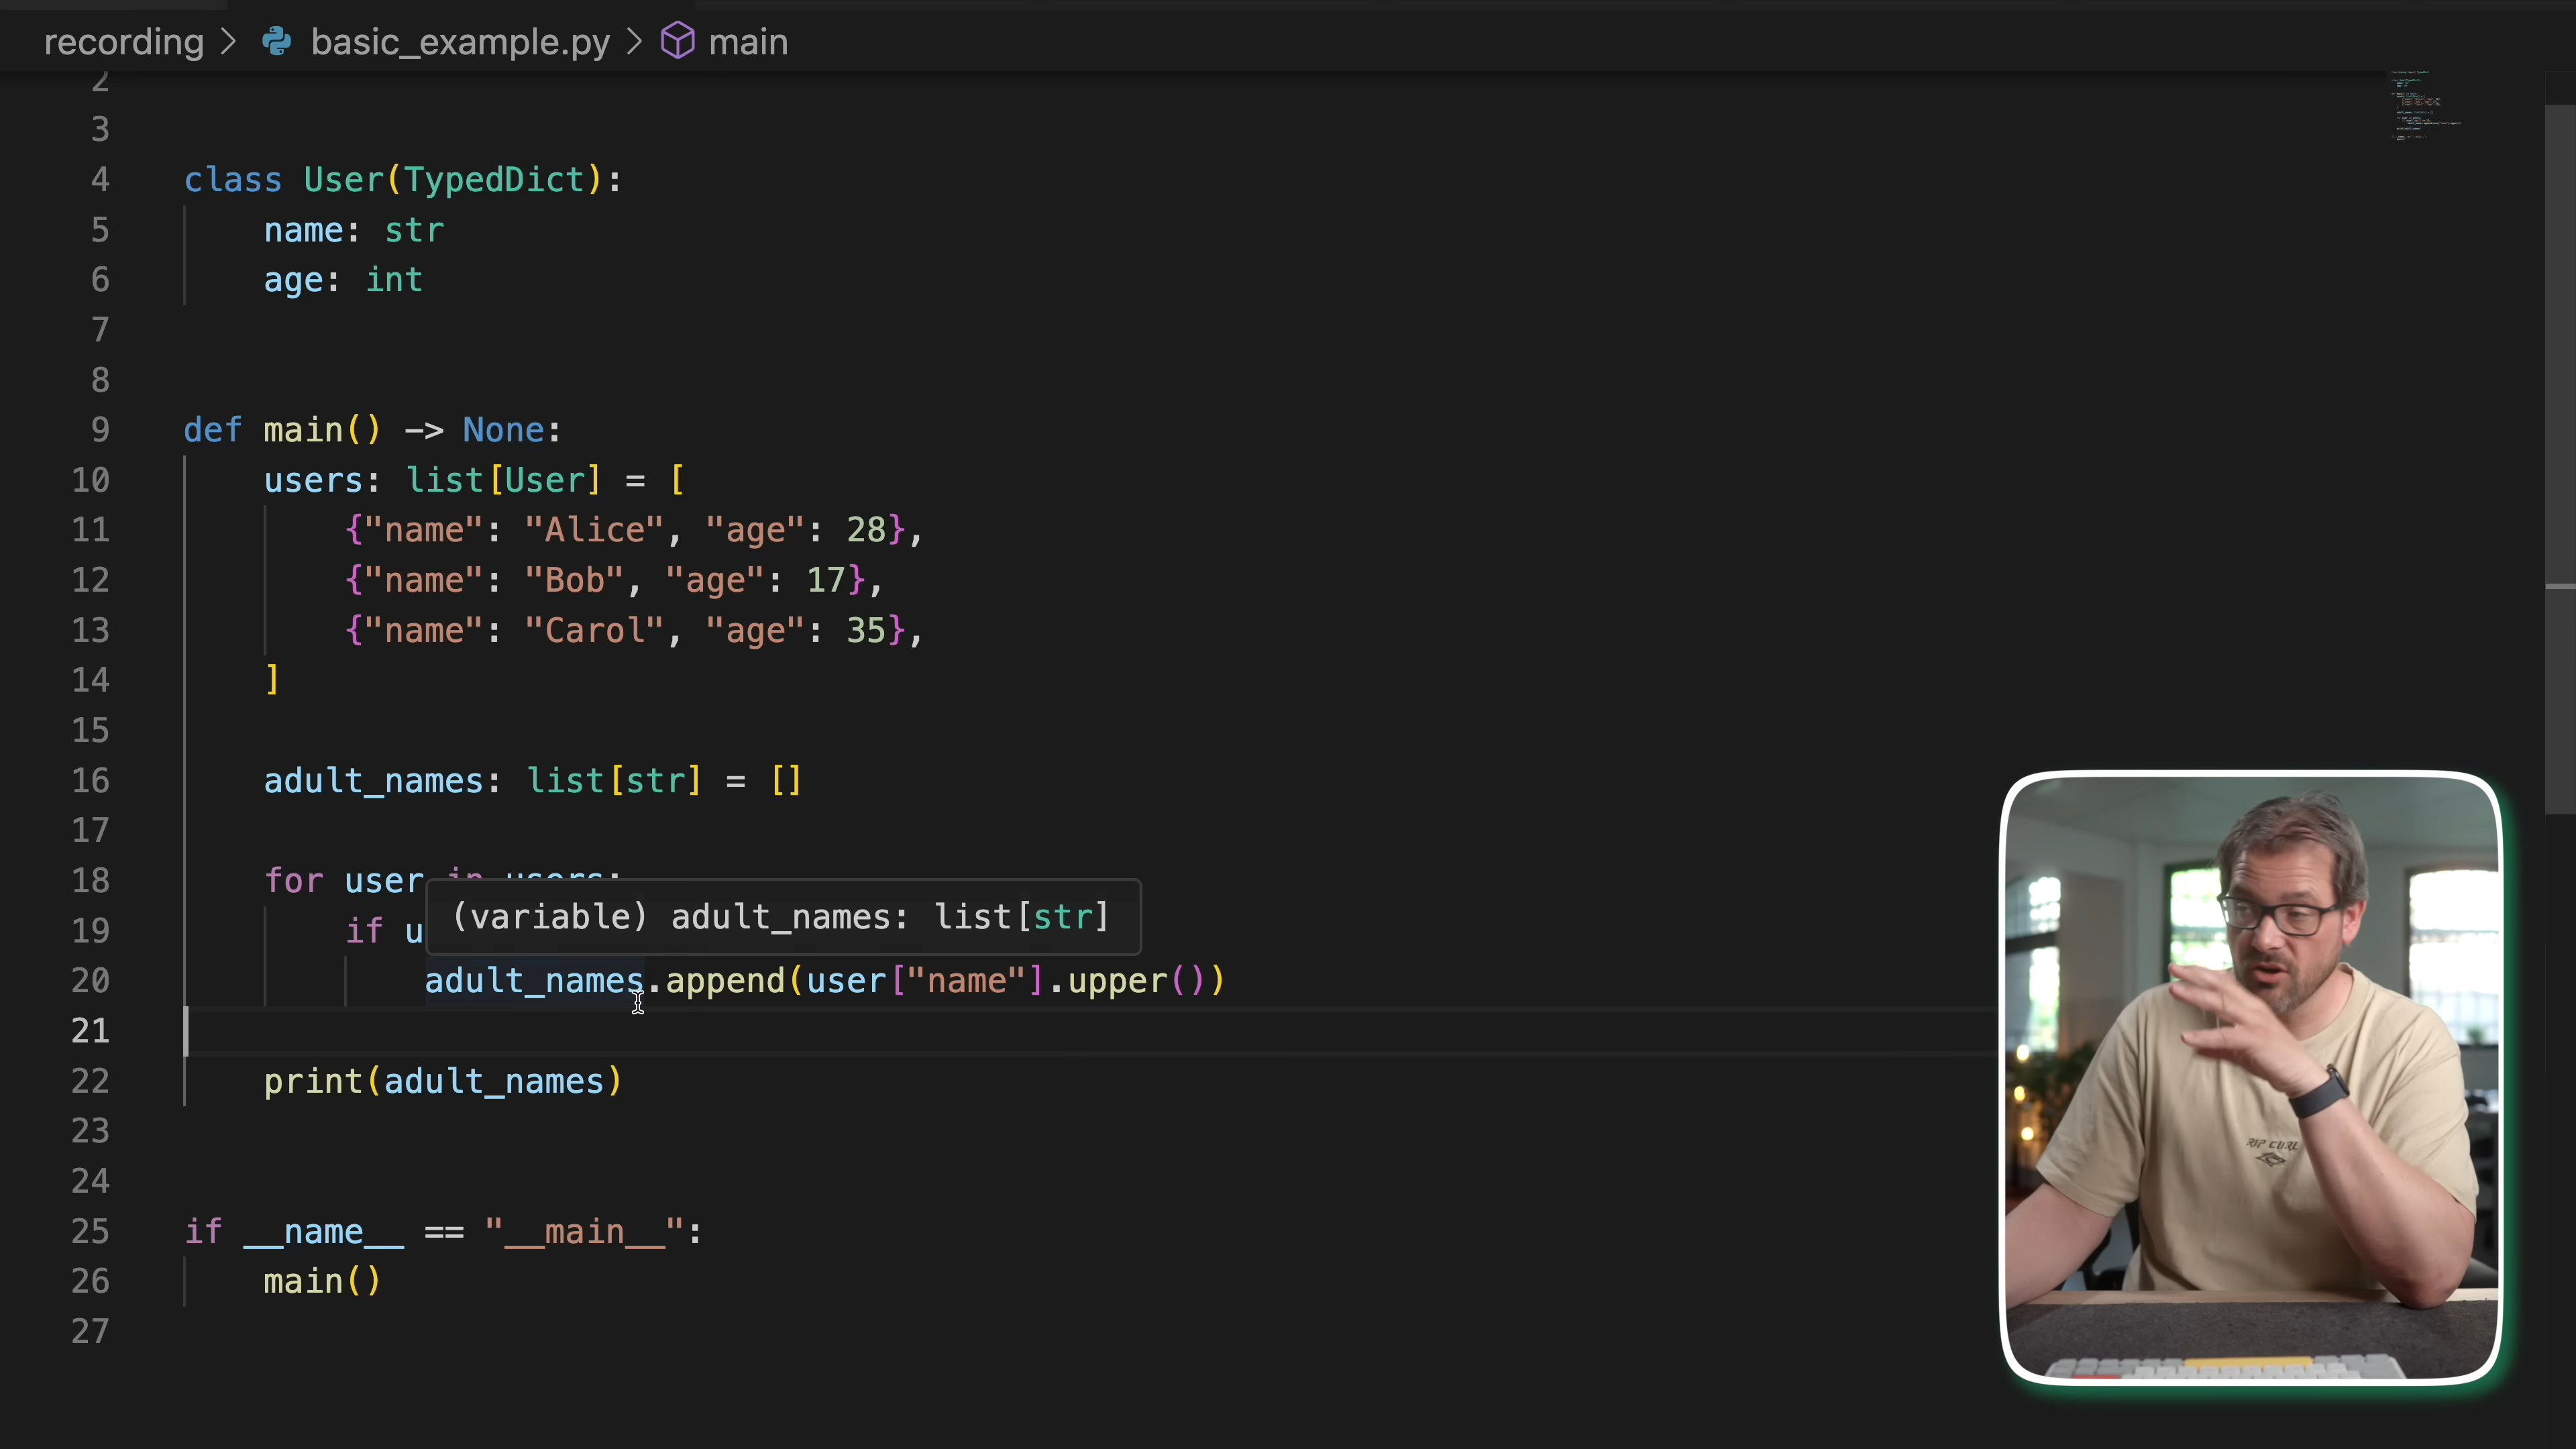 recording > basic_example.py > main
2
3
4 class User(TypedDict):
5 name: str
6 age: int
7
8
9 def main() -> None:
10 users: list[User] = [
11 {"name": "Alice", "age": 28},
12 {"name": "Bob", "age": 17},
13 {"name": "Carol", "age": 35},
14 ]
15
16 adult_names: list[str] = []
17
18 for user in users:
(variable) adult_names: list[str]
19 if u
20 adult_names.append(user["name"].upper())
21
22 print(adult_names)
23
24
25 if __name__ == "__main__":
26 main()
27
RIP CURL